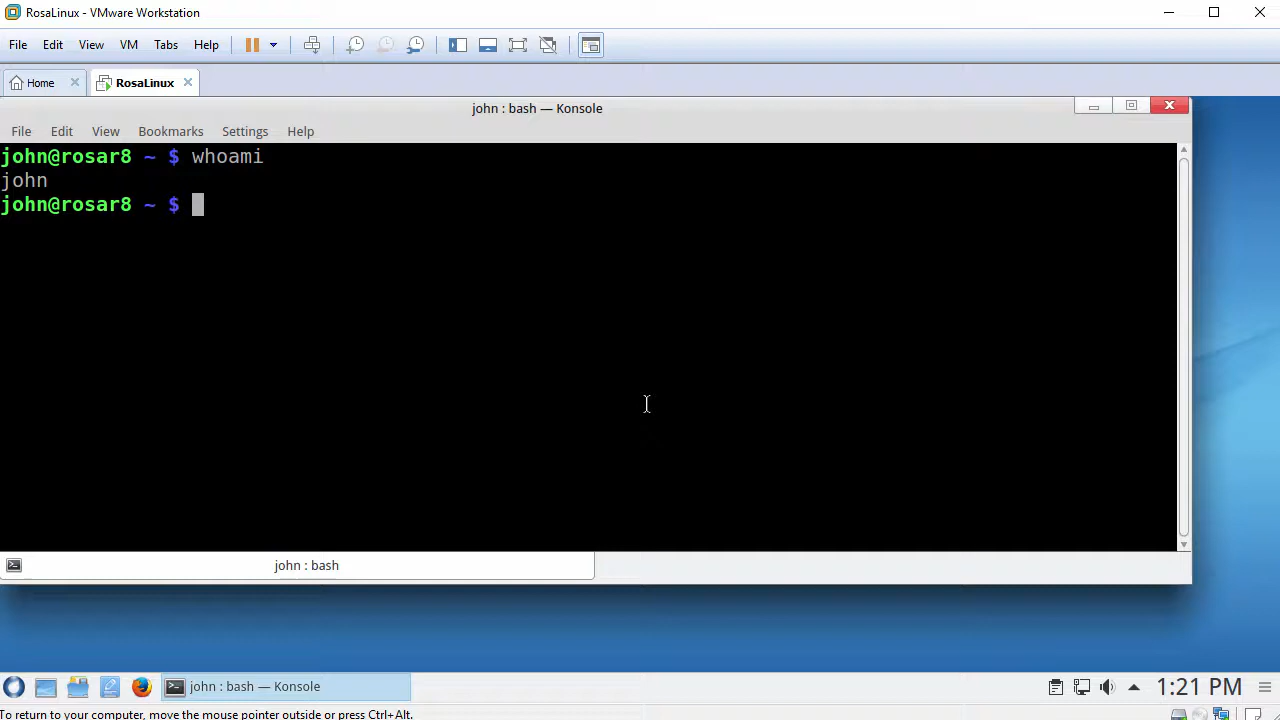 RosaLinux - VMware Workstation
File Edit View VM Tabs Help
Home RosaLinux
john : bash — Konsole
File Edit View Bookmarks Settings Help
john@rosar8 ~ $ whoami
john
john@rosar8 ~ $
john : bash
john : bash — Konsole 1:21 PM
To return to your computer, move the mouse pointer outside or press Ctrl+Alt.